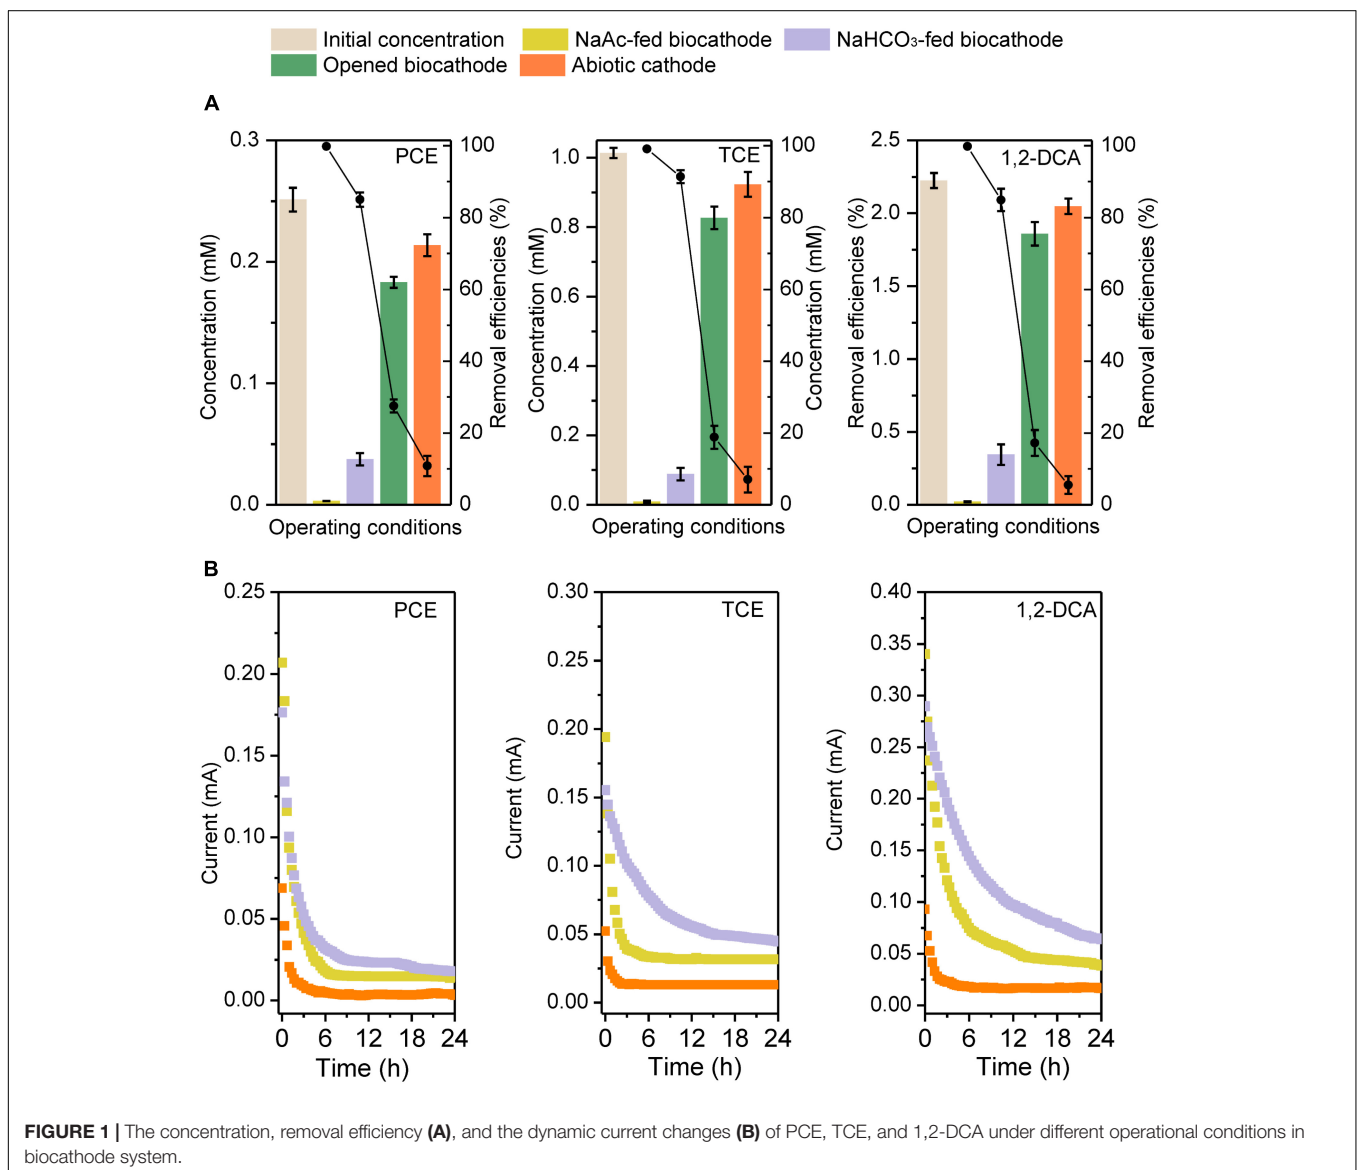 Initial concentration NaAc-fed biocathode NaHCO₃-fed biocathode
Opened biocathode Abiotic cathode
A
PCE
0.3
0.2
0.1
0.0
Concentration (mM)
100
80
60
40
20
0
Removal efficiencies (%)
Operating conditions
TCE
1.0
0.8
0.6
0.4
0.2
0.0
Concentration (mM)
100
80
60
40
20
0
Concentration (mM)
Operating conditions
1,2-DCA
2.5
2.0
1.5
1.0
0.5
0.0
Removal efficiencies (%)
100
80
60
40
20
0
Removal efficiencies (%)
Operating conditions
B
PCE
0.25
0.20
0.15
0.10
0.05
0.00
Current (mA)
0 6 12 18 24
Time (h)
TCE
0.30
0.25
0.20
0.15
0.10
0.05
0.00
Current (mA)
0 6 12 18 24
Time (h)
1,2-DCA
0.40
0.35
0.30
0.25
0.20
0.15
0.10
0.05
0.00
Current (mA)
0 6 12 18 24
Time (h)
FIGURE 1 | The concentration, removal efficiency (A), and the dynamic current changes (B) of PCE, TCE, and 1,2-DCA under different operational conditions in
biocathode system.